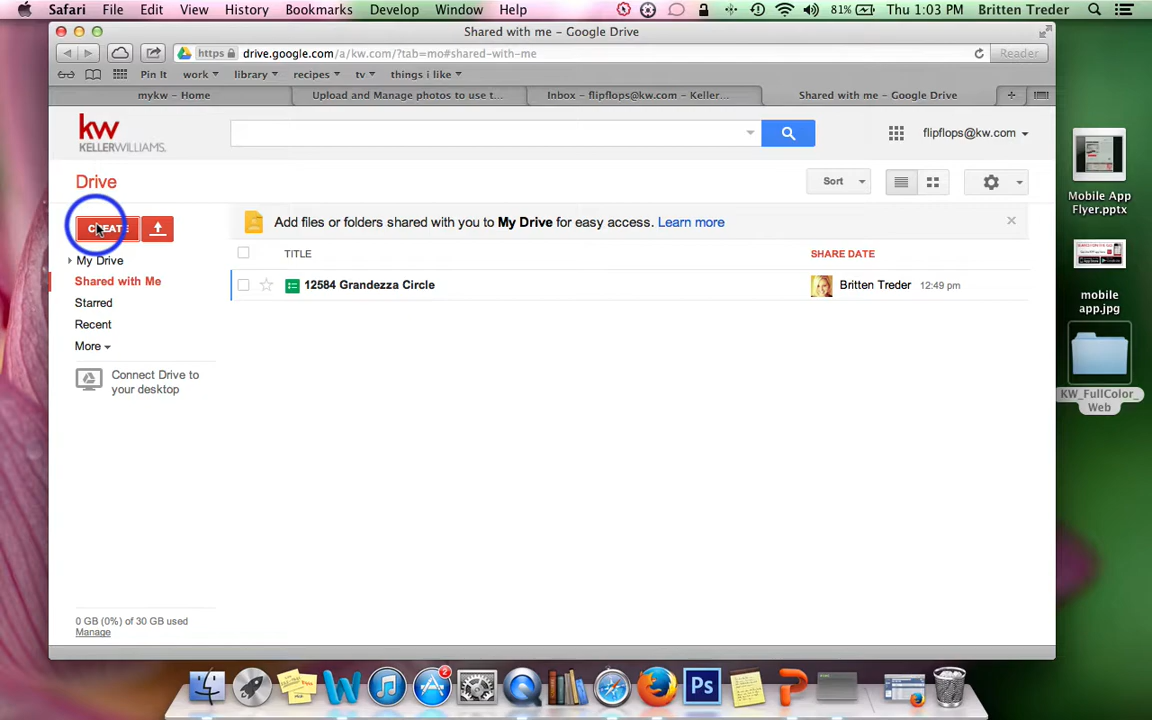 Safari File Edit View History Bookmarks Develop Window Help 81% Thu 1:03 PM Britten Treder
Shared with me – Google Drive
https drive.google.com/a/kw.com/?tab=mo#shared-with-me Reader
Pin It work library recipes tv things i like
mykw – Home Upload and Manage photos to use t... Inbox – flipflops@kw.com – Keller... Shared with me – Google Drive
kw
KELLERWILLIAMS.
flipflops@kw.com
Drive
Sort
CREATE
Add files or folders shared with you to My Drive for easy access. Learn more
My Drive
TITLE SHARE DATE
Shared with Me
12584 Grandezza Circle Britten Treder 12:49 pm
Starred
Recent
More
Connect Drive to
your desktop
0 GB (0%) of 30 GB used
Manage
Mobile App
Flyer.pptx
mobile
app.jpg
KW_FullColor_
Web
2
W
Ps
P